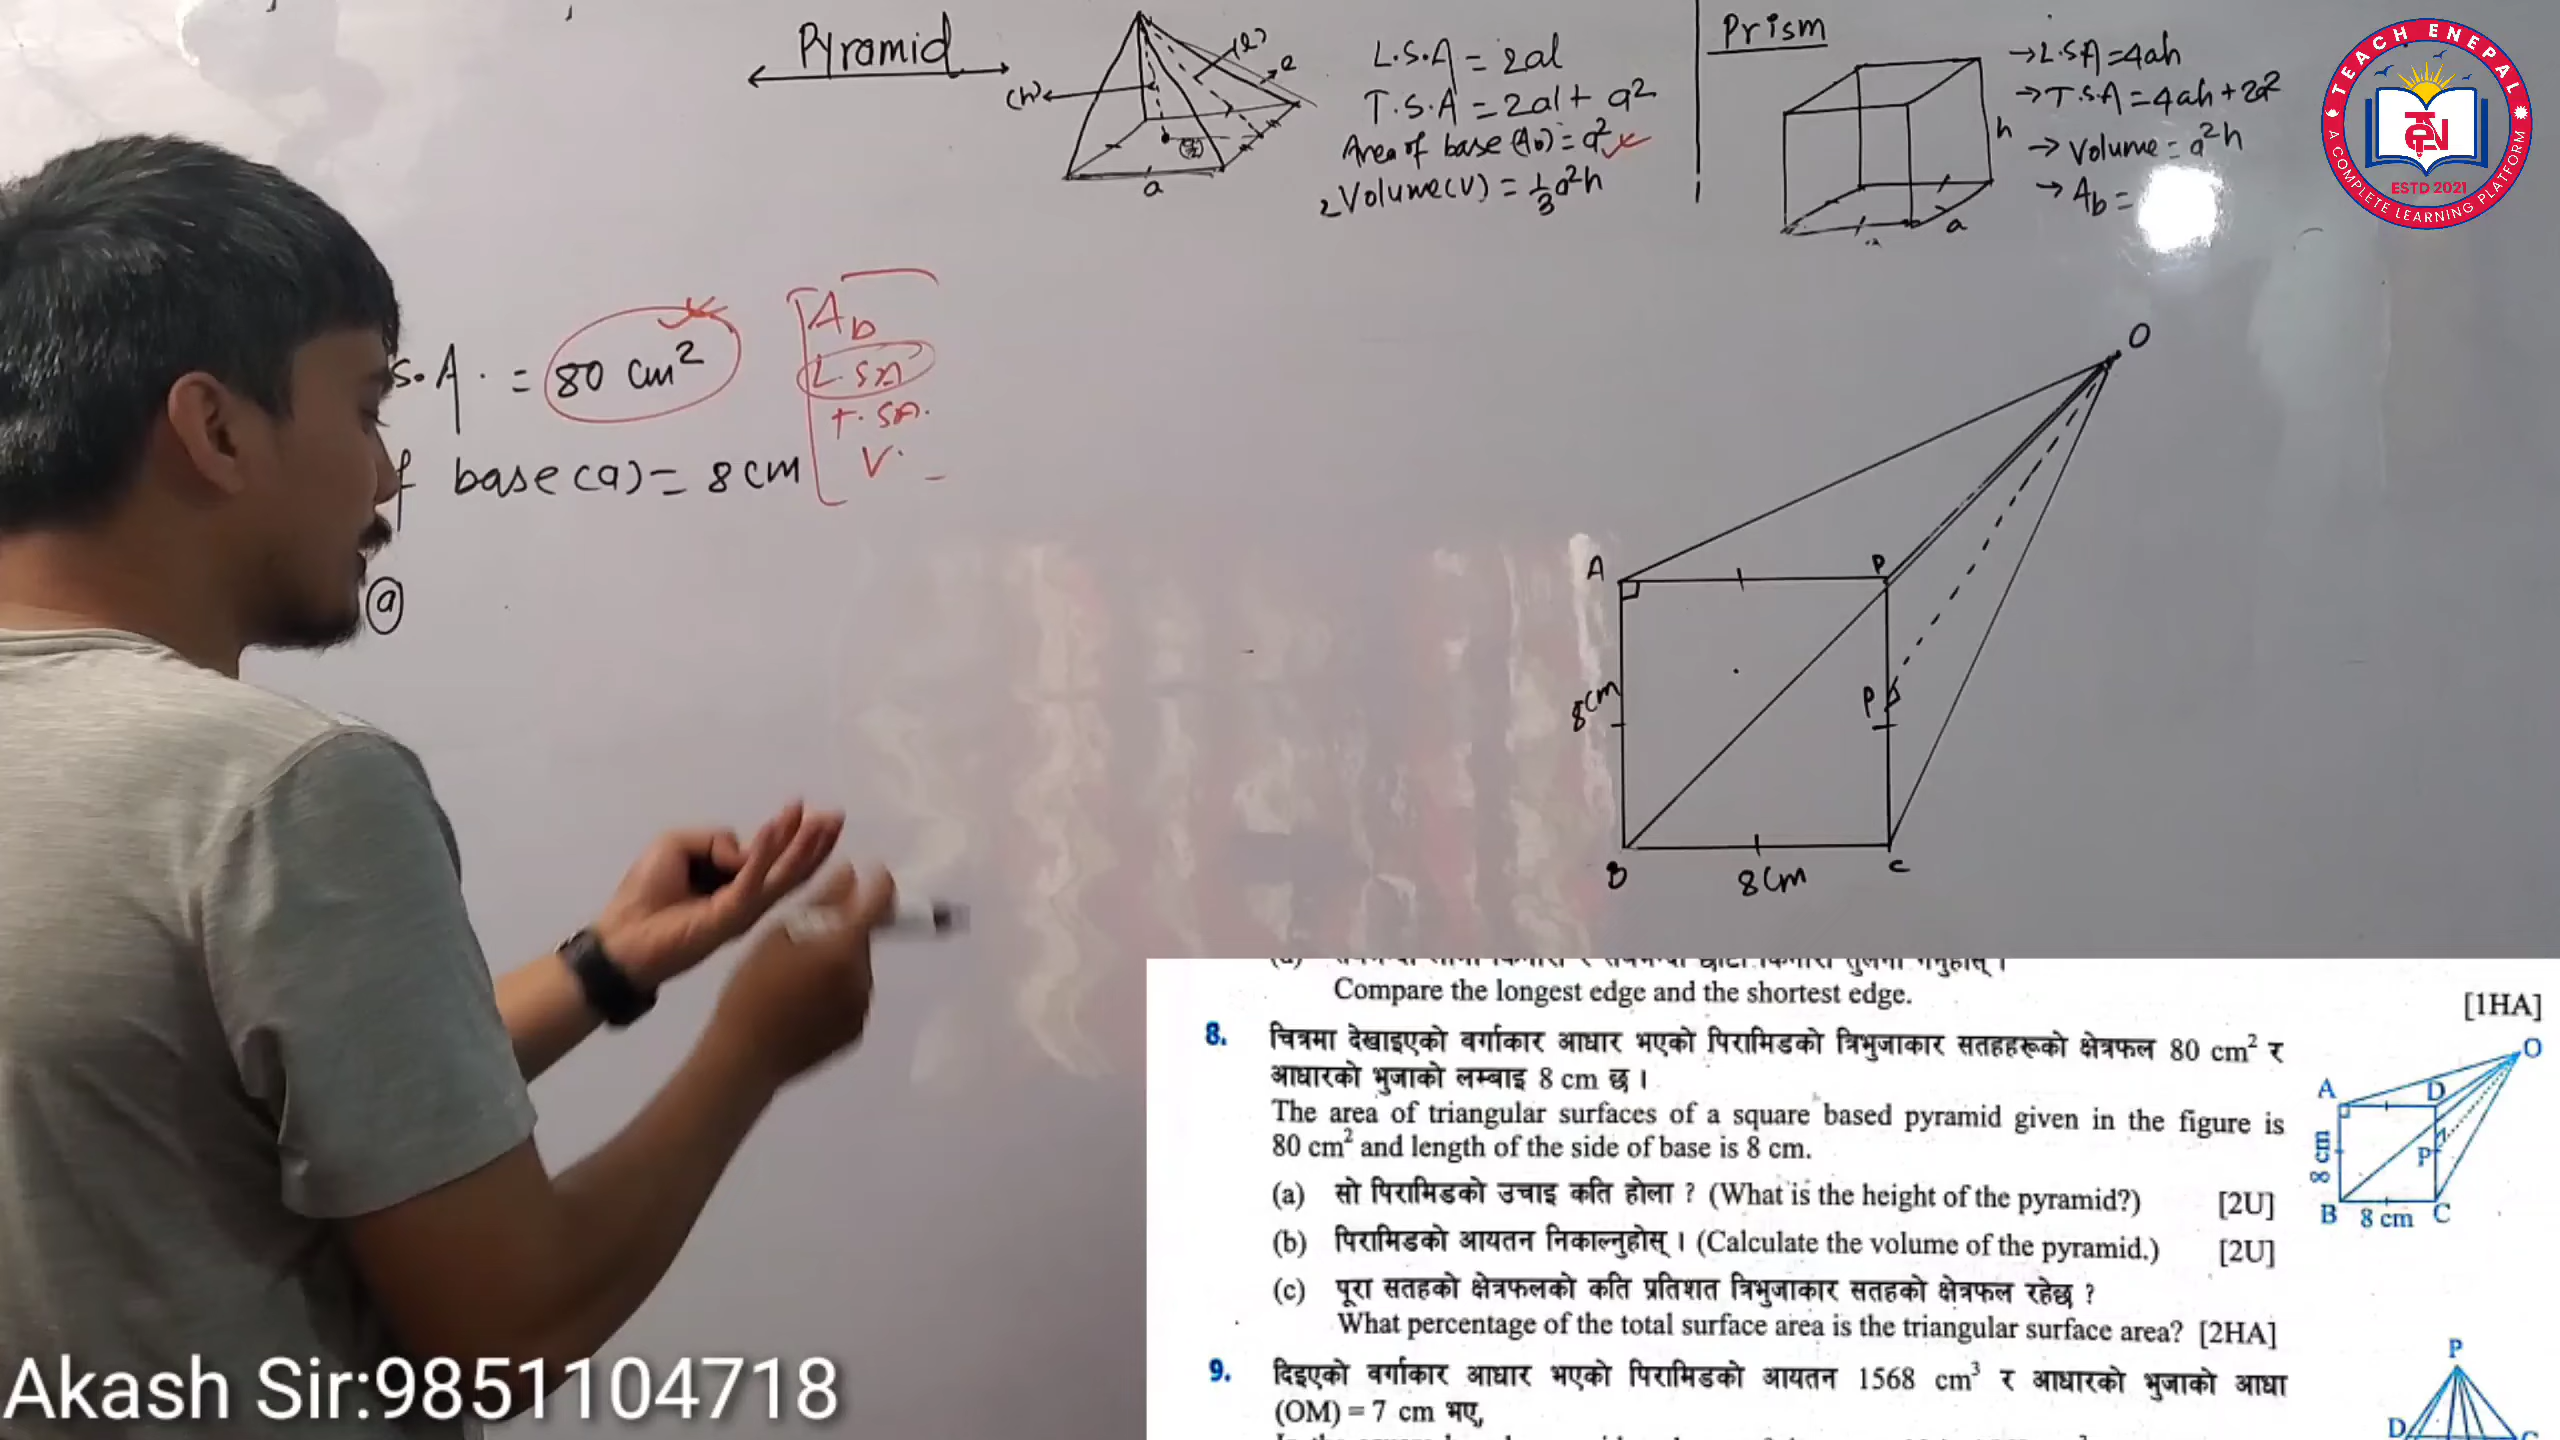 Pyramid
(h)
(l)
e
a
L.S.A = 2al
T.S.A = 2al + a²
Area of base (Ab) = a²
Volume(V) = 1/3 a²h
Prism
h
a
→ L.S.A = 4ah
→ T.S.A = 4ah + 2a²
→ Volume = a²h
→ Ab =
TEACH ENEPAL
TEN
ESTD 2021
A COMPLETE LEARNING PLATFORM
S.A. = 80 cm²
f base (a) = 8 cm
Ab
L.SA
T.SA.
V.
a
O
A
P
8cm
P
B
8cm
C
Compare the longest edge and the shortest edge.
[1HA]
8. चित्रमा देखाइएको वर्गाकार आधार भएको पिरामिडको त्रिभुजाकार सतहहरूको क्षेत्रफल 80 cm² र
आधारको भुजाको लम्बाइ 8 cm छ ।
The area of triangular surfaces of a square based pyramid given in the figure is
80 cm² and length of the side of base is 8 cm.
(a) सो पिरामिडको उचाइ कति होला ? (What is the height of the pyramid?) [2U]
(b) पिरामिडको आयतन निकाल्नुहोस् । (Calculate the volume of the pyramid.) [2U]
(c) पूरा सतहको क्षेत्रफलको कति प्रतिशत त्रिभुजाकार सतहको क्षेत्रफल रहेछ ?
What percentage of the total surface area is the triangular surface area? [2HA]
O
A
D
8 cm
P
B
8 cm
C
9. दिइएको वर्गाकार आधार भएको पिरामिडको आयतन 1568 cm³ र आधारको भुजाको आधा
(OM) = 7 cm भए,
P
D
Akash Sir:9851104718